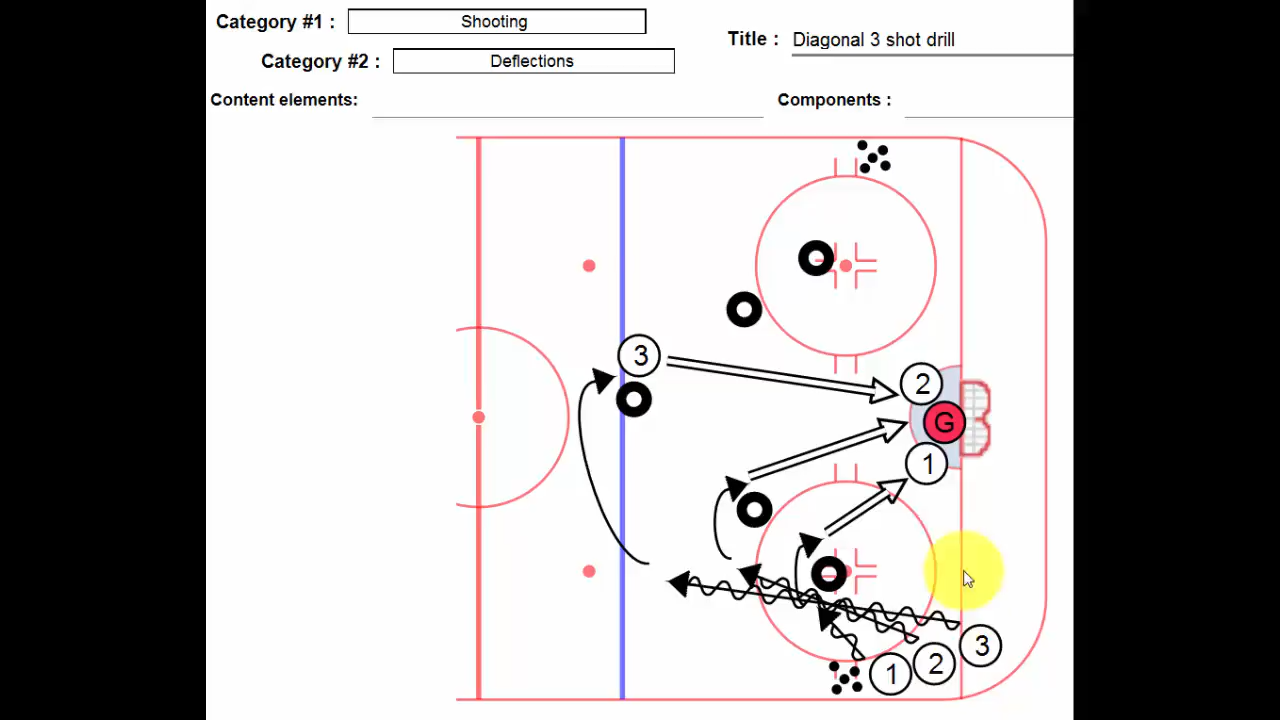 Category #1 : Shooting
Category #2 : Deflections
Title : Diagonal 3 shot drill
Content elements:
Components :
3
2
G
1
3
2
1